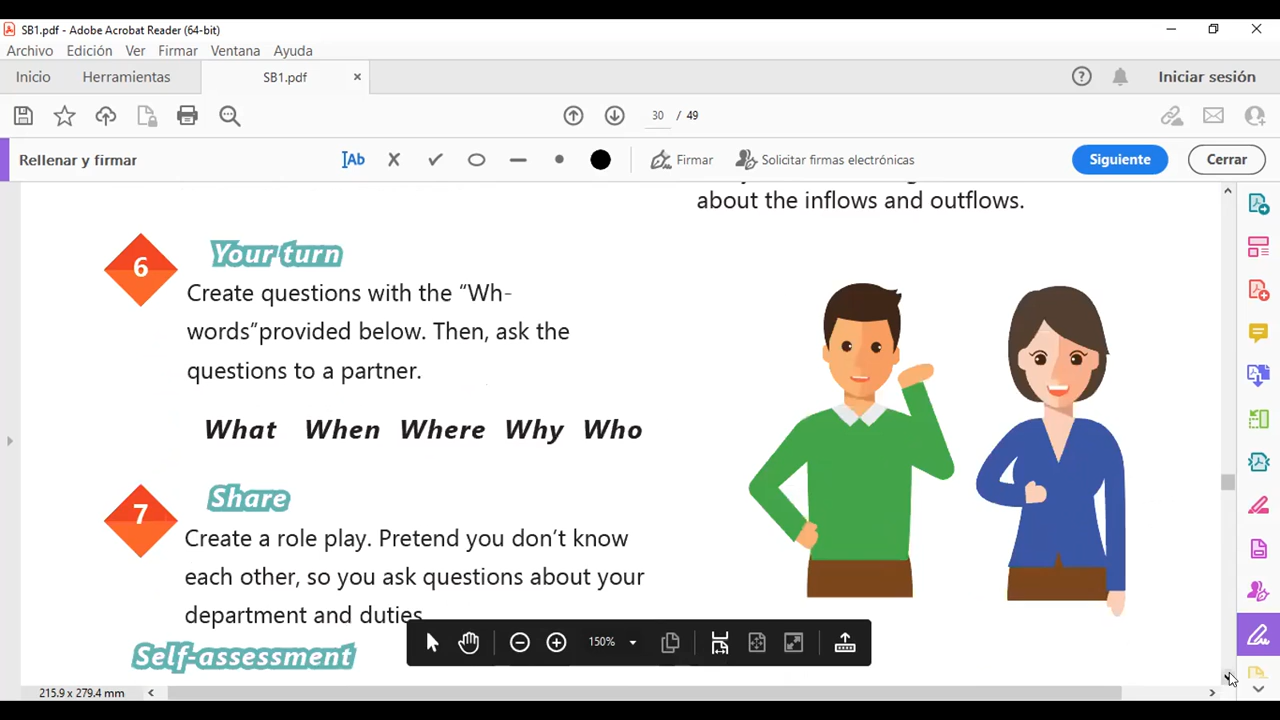 SB1.pdf - Adobe Acrobat Reader (64-bit)
Archivo Edición Ver Firmar Ventana Ayuda
Inicio Herramientas SB1.pdf × Iniciar sesión
30 / 49
Rellenar y firmar Ab Firmar Solicitar firmas electrónicas Siguiente Cerrar
about the inflows and outflows.
6 Your turn
Create questions with the “Wh-
words”provided below. Then, ask the
questions to a partner.
What When Where Why Who
7 Share
Create a role play. Pretend you don’t know
each other, so you ask questions about your
department and duties
Self-assessment
150%
215.9 x 279.4 mm